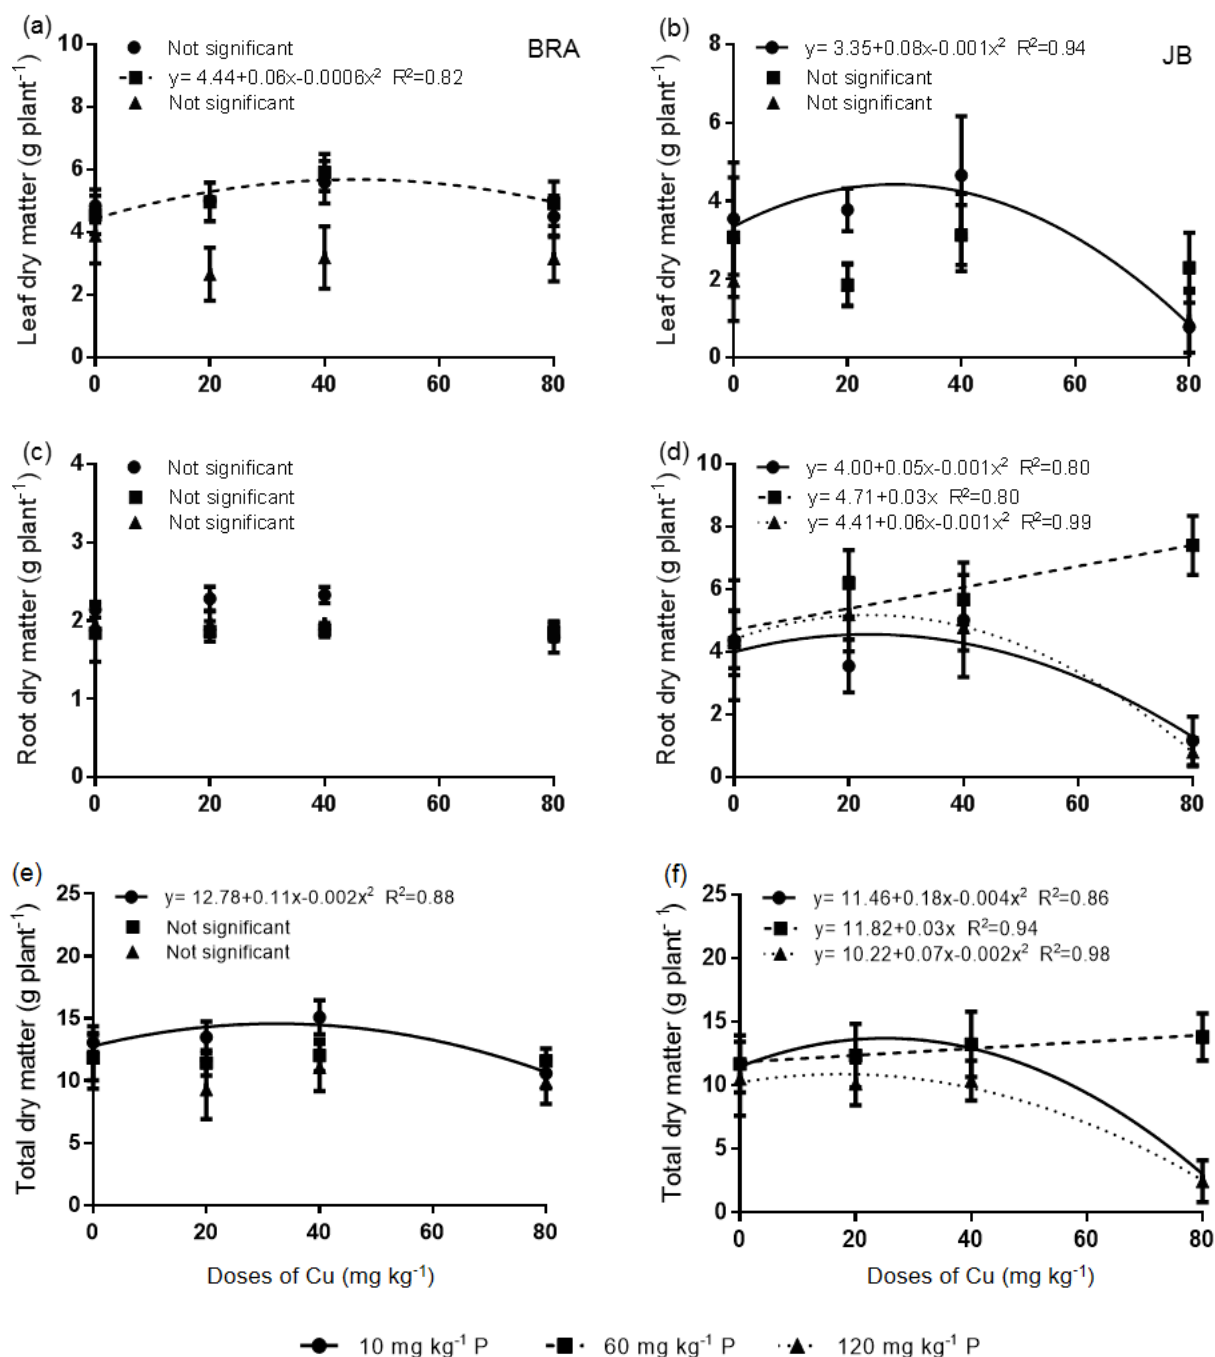 (a)
BRA
10
8
6
4
2
0
Leaf dry matter (g plant⁻¹)
Not significant
y= 4.44+0.06x-0.0006x² R²=0.82
Not significant
0 20 40 60 80
(b)
JB
8
6
4
2
0
Leaf dry matter (g plant⁻¹)
y= 3.35+0.08x-0.001x² R²=0.94
Not significant
Not significant
0 20 40 60 80
(c)
4
3
2
1
0
Root dry matter (g plant⁻¹)
Not significant
Not significant
Not significant
0 20 40 60 80
(d)
10
8
6
4
2
0
Root dry matter (g plant⁻¹)
y= 4.00+0.05x-0.001x² R²=0.80
y= 4.71+0.03x R²=0.80
y= 4.41+0.06x-0.001x² R²=0.99
0 20 40 60 80
(e)
25
20
15
10
5
0
Total dry matter (g plant⁻¹)
y= 12.78+0.11x-0.002x² R²=0.88
Not significant
Not significant
0 20 40 60 80
Doses of Cu (mg kg⁻¹)
(f)
25
20
15
10
5
0
Total dry matter (g plant⁻¹)
y= 11.46+0.18x-0.004x² R²=0.86
y= 11.82+0.03x R²=0.94
y= 10.22+0.07x-0.002x² R²=0.98
0 20 40 60 80
Doses of Cu (mg kg⁻¹)
10 mg kg⁻¹ P 60 mg kg⁻¹ P 120 mg kg⁻¹ P